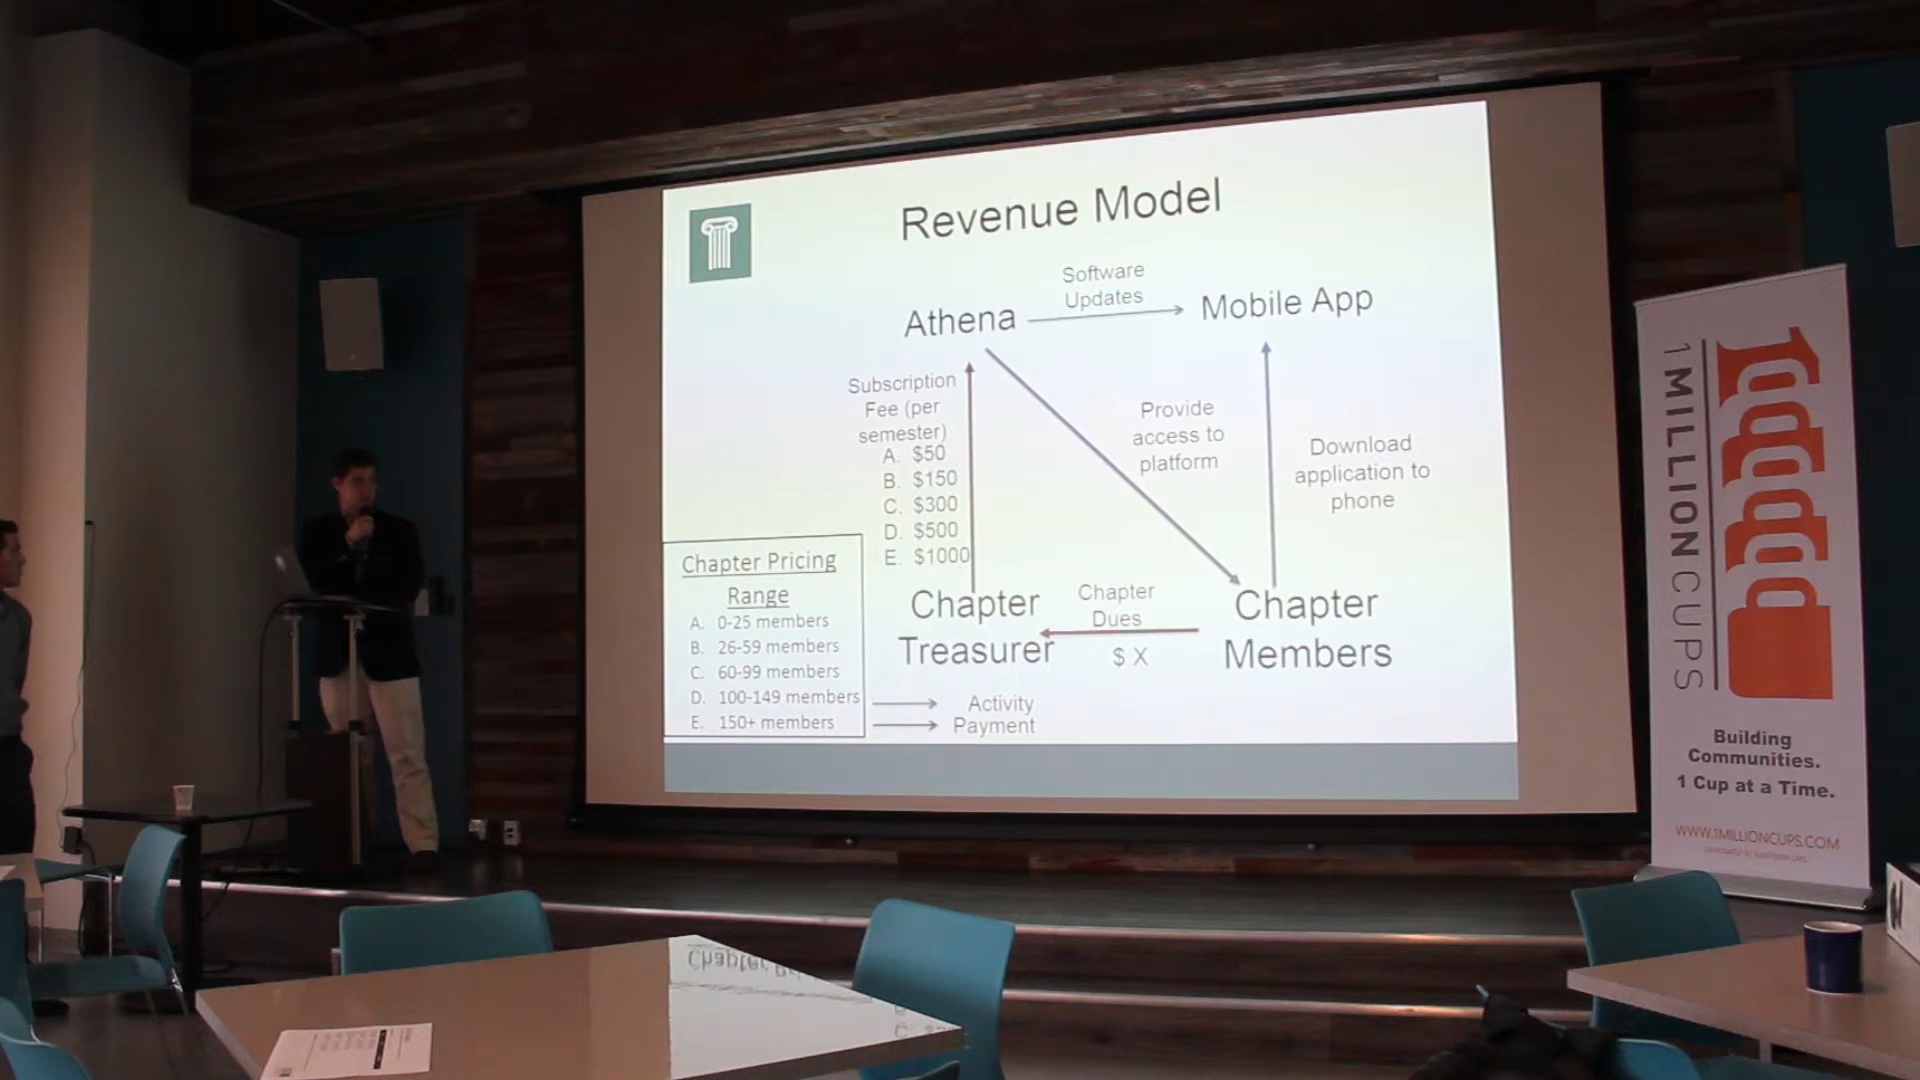 Revenue Model
Software
Updates
Athena
Mobile App
Subscription
Fee (per
semester)
A. $50
B. $150
C. $300
D. $500
E. $1000
Provide
access to
platform
Download
application to
phone
Chapter Pricing
Range
A. 0-25 members
B. 26-59 members
C. 60-99 members
D. 100-149 members
E. 150+ members
Chapter
Treasurer
Chapter
Dues
$ X
Chapter
Members
Activity
Payment
1 MILLION CUPS
Building
Communities.
1 Cup at a Time.
WWW.1MILLIONCUPS.COM